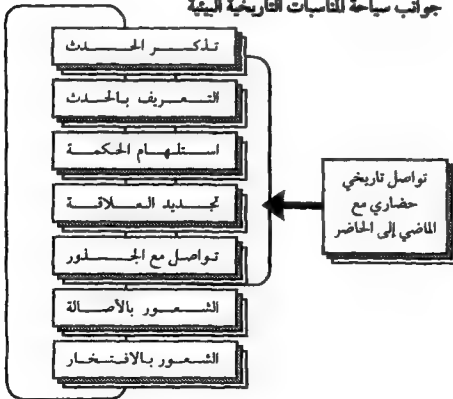 جوانب سياحة المناسبات التاريخية البيئية
تذكر الحدث
التعريف بالحدث
استلهام الحكمة
تجديد العلاقة
تواصل مع الجذور
الشعور بالأصالة
الشعور بالافتخار
تواصل تاريخي
حضاري مع
الماضي إلى الحاضر